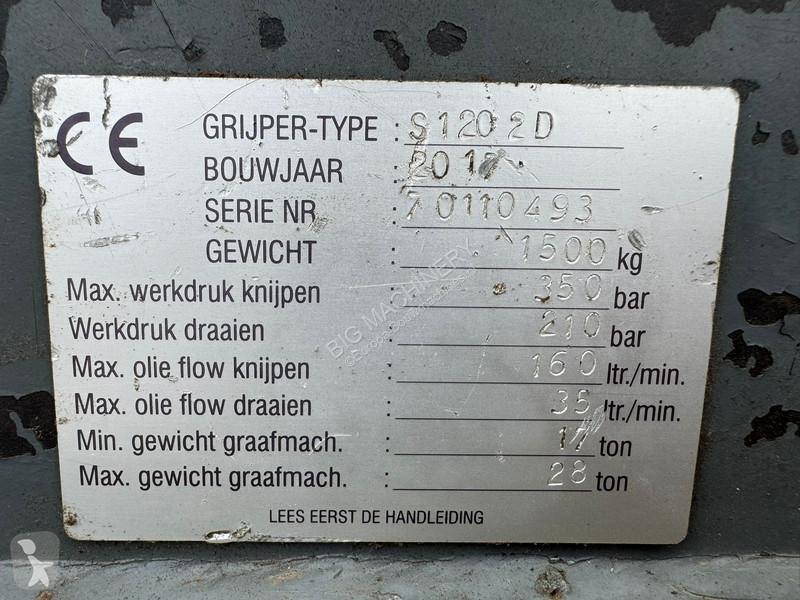 CE
GRIJPER-TYPE : S1202D
BOUWJAAR :
SERIE NR : 70110493
GEWICHT : 1500 kg
Max. werkdruk knijpen : 350 bar
Werkdruk draaien : 210 bar
Max. olie flow knijpen : 160 ltr./min.
Max. olie flow draaien : 35 ltr./min.
Min. gewicht graafmach. : 17 ton
Max. gewicht graafmach. : 28 ton
LEES EERST DE HANDLEIDING
BIG MACHINERY